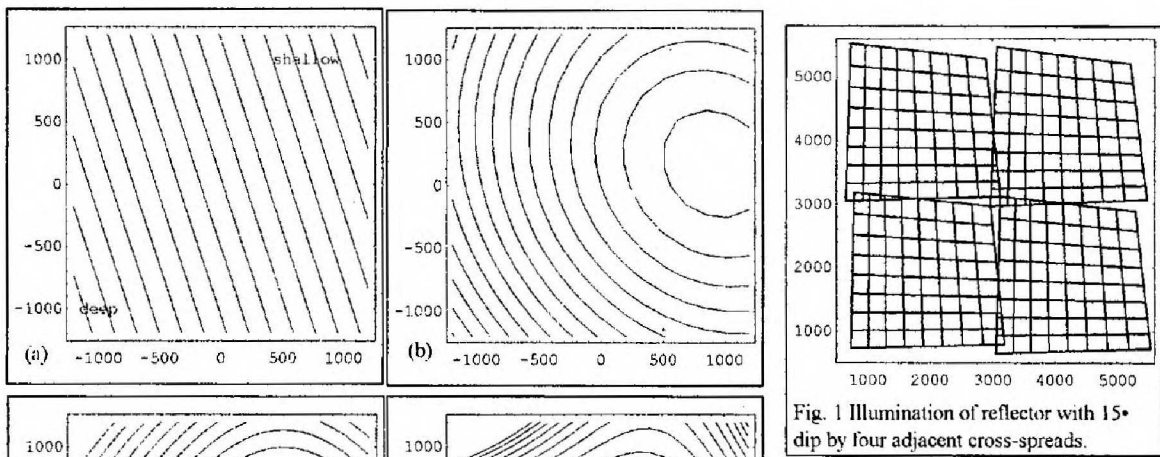 1000
500
0
-500
-1000
shallow
deep
(a)
-1000 -500 0 500 1000
1000
500
0
-500
-1000
(b)
-1000 -500 0 500 1000
1000
1000
5000
4000
3000
2000
1000
1000 2000 3000 4000 5000
Fig. 1 Illumination of reflector with 15•
dip by four adjacent cross-spreads.